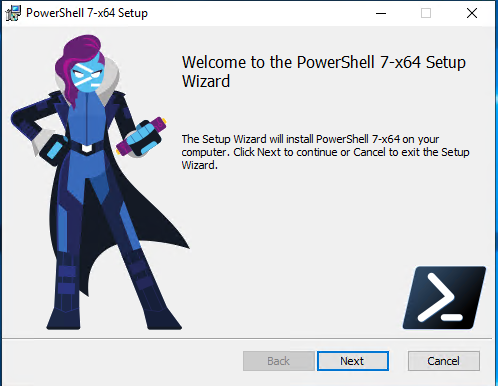 PowerShell 7-x64 Setup
Welcome to the PowerShell 7-x64 Setup
Wizard
The Setup Wizard will install PowerShell 7-x64 on your
computer. Click Next to continue or Cancel to exit the Setup
Wizard.
Back
Next
Cancel